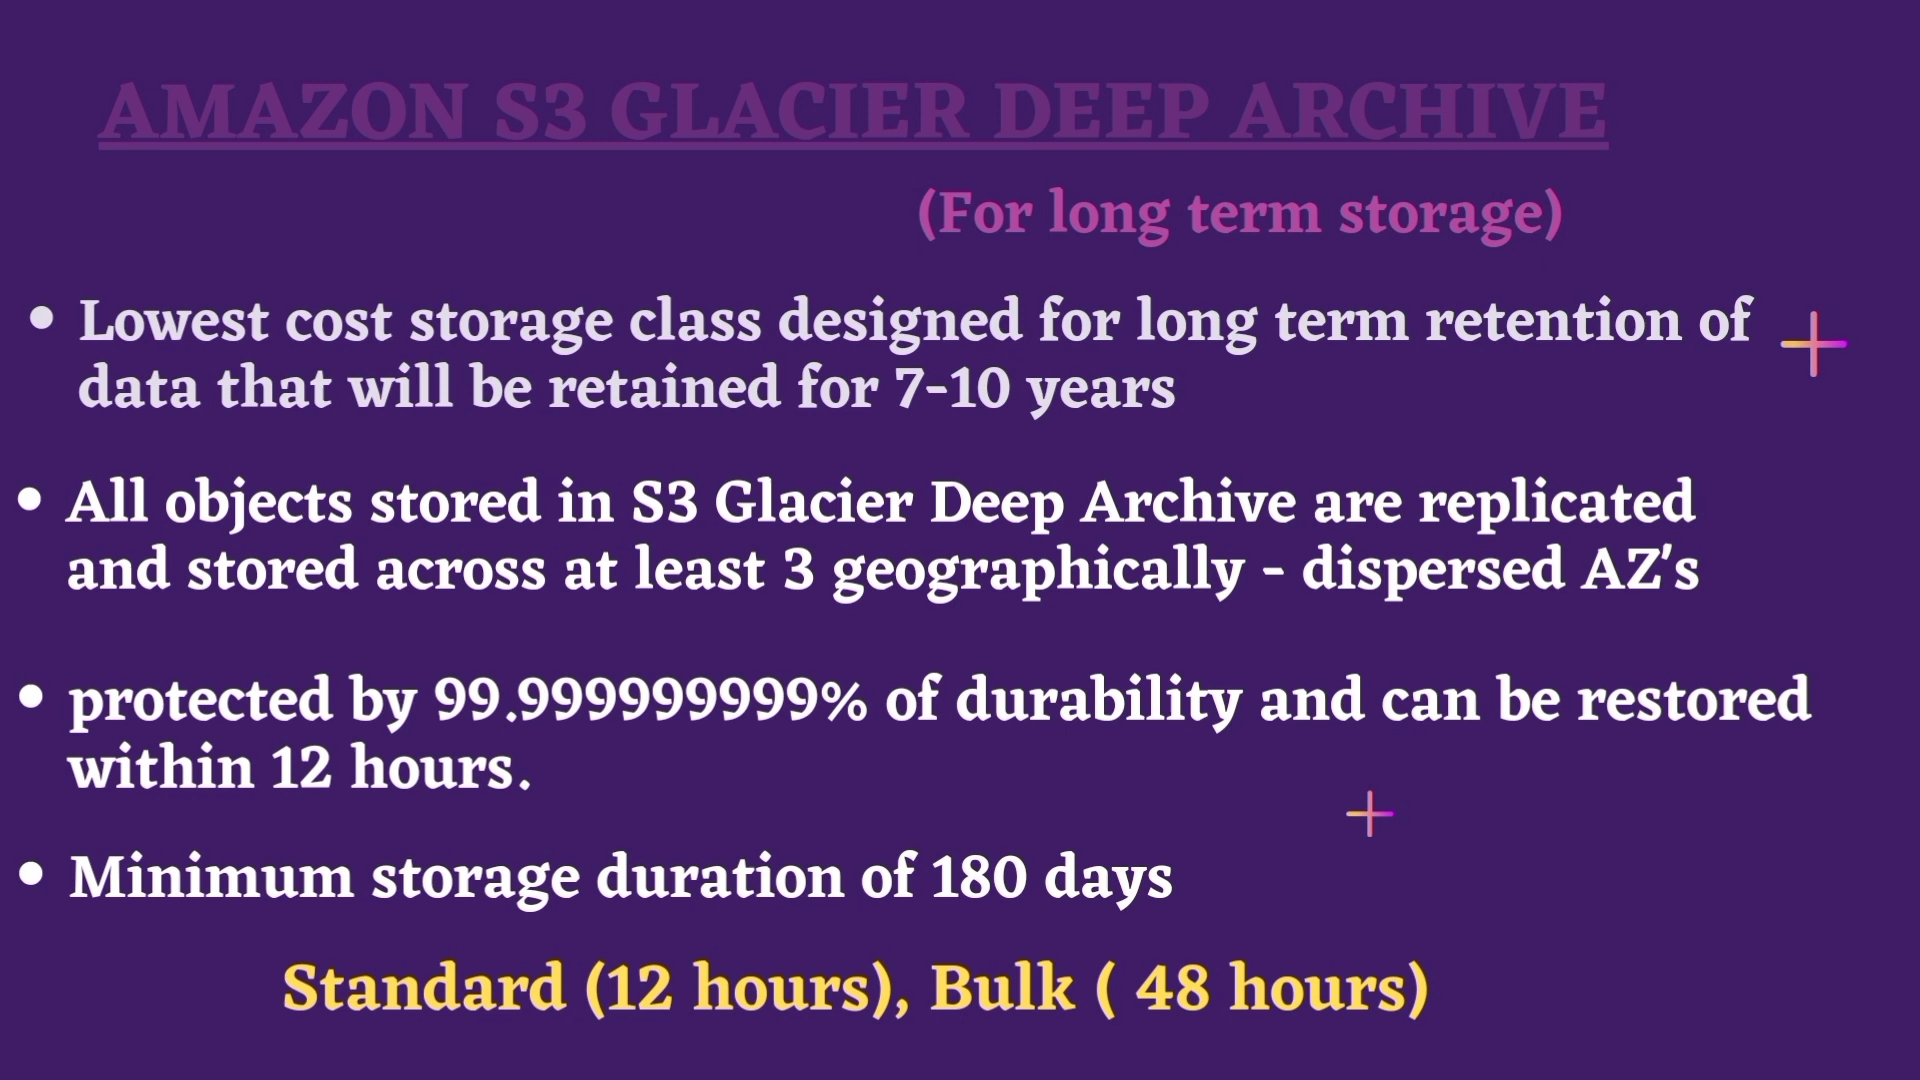 AMAZON S3 GLACIER DEEP ARCHIVE
(For long term storage)
• Lowest cost storage class designed for long term retention of
data that will be retained for 7-10 years
• All objects stored in S3 Glacier Deep Archive are replicated
and stored across at least 3 geographically - dispersed AZ's
• protected by 99.999999999% of durability and can be restored
within 12 hours.
• Minimum storage duration of 180 days
Standard (12 hours), Bulk ( 48 hours)